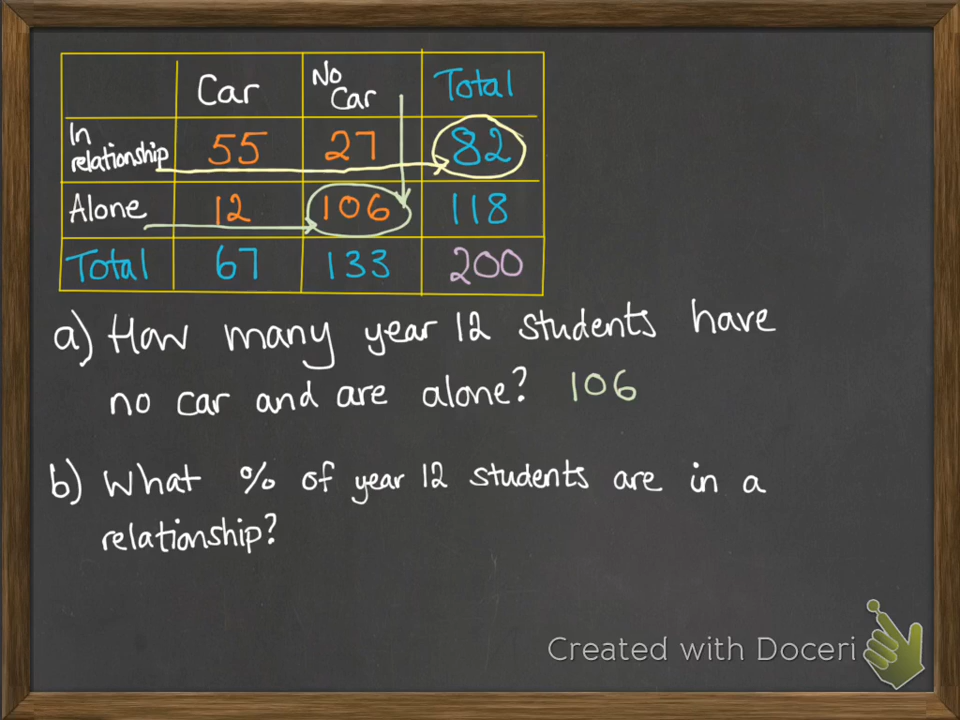 Car No Car Total
In relationship 55 27 82
Alone 12 106 118
Total 67 133 200
a) How many year 12 students have
no car and are alone? 106
b) What % of year 12 students are in a
relationship?
Created with Doceri